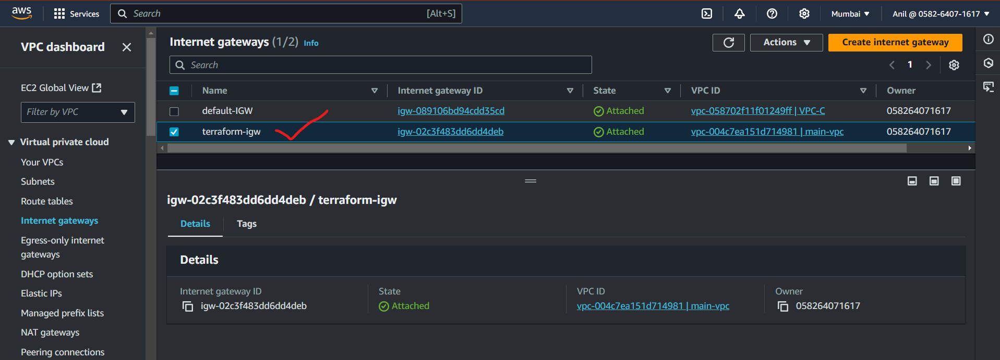 aws Services Search [Alt+S] Mumbai Anil @ 0582-6407-1617
VPC dashboard
EC2 Global View
Filter by VPC
Virtual private cloud
Your VPCs
Subnets
Route tables
Internet gateways
Egress-only internet
gateways
DHCP option sets
Elastic IPs
Managed prefix lists
NAT gateways
Peering connections
Internet gateways (1/2) Info
Actions Create internet gateway
Search
1
Name Internet gateway ID State VPC ID Owner
default-IGW igw-089106bd94cdd35cd Attached vpc-058702f11f01249ff | VPC-C 058264071617
terraform-igw igw-02c3f483dd6dd4deb Attached vpc-004c7ea151d714981 | main-vpc 058264071617
igw-02c3f483dd6dd4deb / terraform-igw
Details Tags
Details
Internet gateway ID State VPC ID Owner
igw-02c3f483dd6dd4deb Attached vpc-004c7ea151d714981 | main-vpc 058264071617